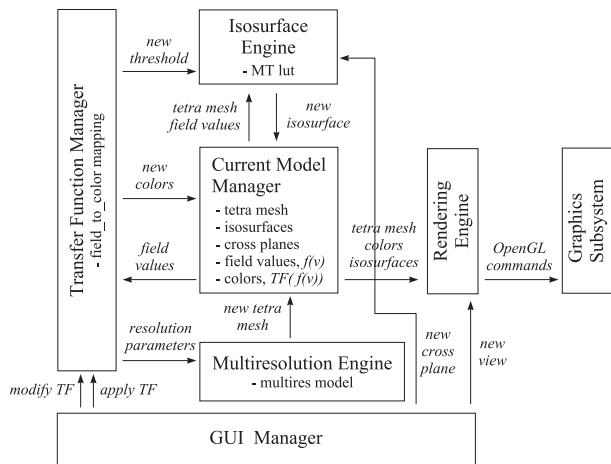 Isosurface
Engine
- MT lut
new
threshold
tetra mesh
field values
new
isosurface
Transfer Function Manager
- field_to_color mapping
new
colors
Current Model
Manager
- tetra mesh
- isosurfaces
- cross planes
- field values, f(v)
- colors, TF( f(v))
field
values
tetra mesh
colors
isosurfaces
Rendering
Engine
OpenGL
commands
Graphics
Subsystem
new tetra
mesh
resolution
parameters
Multiresolution Engine
- multires model
new
cross
plane
new
view
modify TF
apply TF
GUI Manager